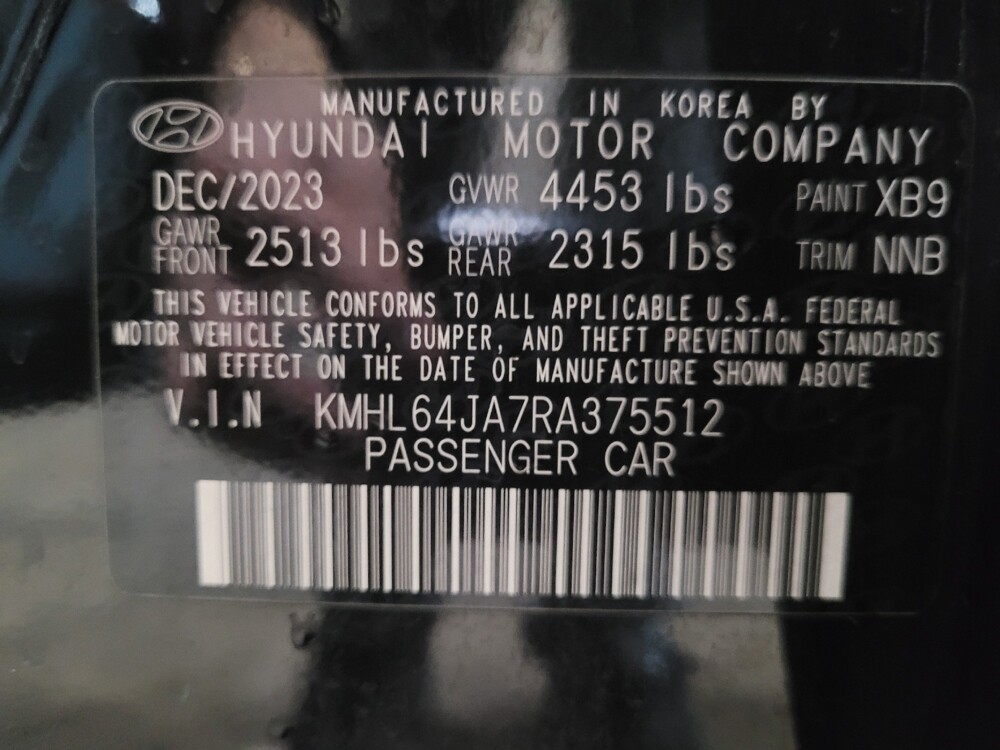 MANUFACTURED IN KOREA BY
HYUNDAI MOTOR COMPANY
DEC/2023 GVWR 4453 lbs PAINT XB9
GAWR FRONT 2513 lbs GAWR REAR 2315 lbs TRIM NNB
THIS VEHICLE CONFORMS TO ALL APPLICABLE U.S.A. FEDERAL
MOTOR VEHICLE SAFETY, BUMPER, AND THEFT PREVENTION STANDARDS
IN EFFECT ON THE DATE OF MANUFACTURE SHOWN ABOVE
V.I.N KMHL64JA7RA375512
PASSENGER CAR